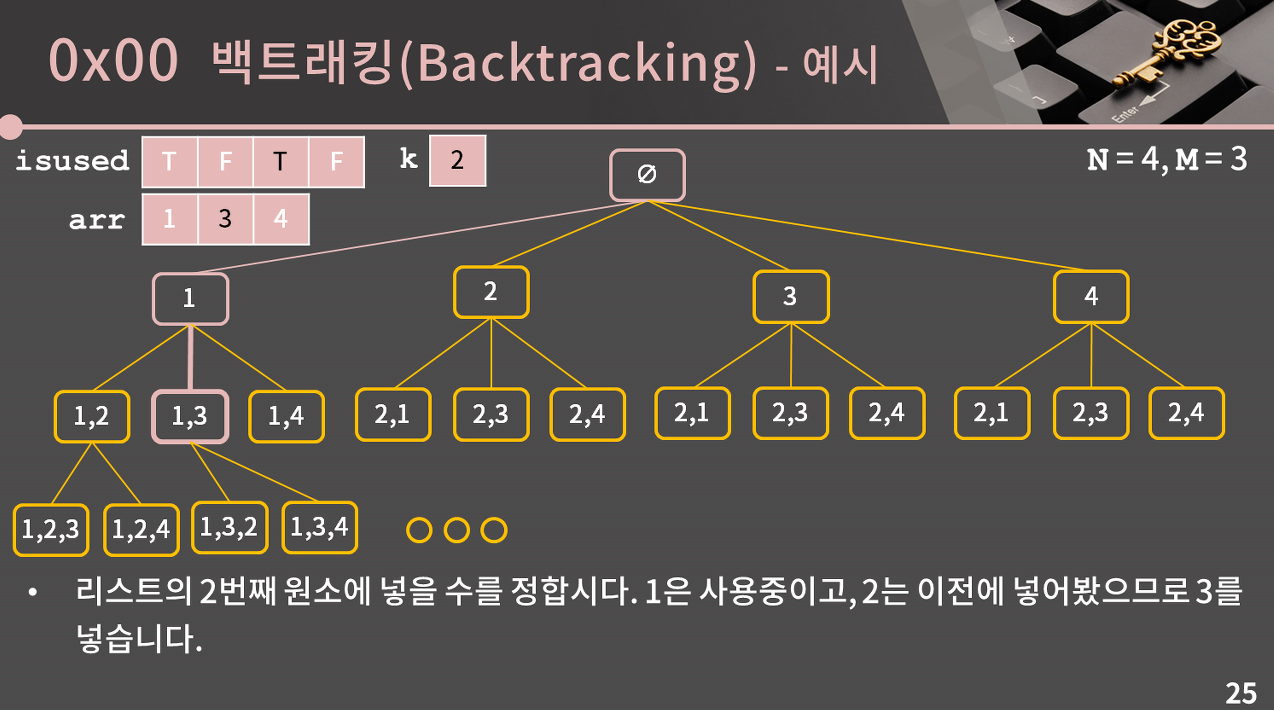 0x00 백트래킹(Backtracking) - 예시
isused T F T F k 2
N = 4, M = 3
arr 1 3 4
∅
1 2 3 4
1,2 1,3 1,4 2,1 2,3 2,4 2,1 2,3 2,4 2,1 2,3 2,4
1,2,3 1,2,4 1,3,2 1,3,4
• 리스트의 2번째 원소에 넣을 수를 정합시다. 1은 사용중이고, 2는 이전에 넣어봤으므로 3를
넣습니다.
25
Enter